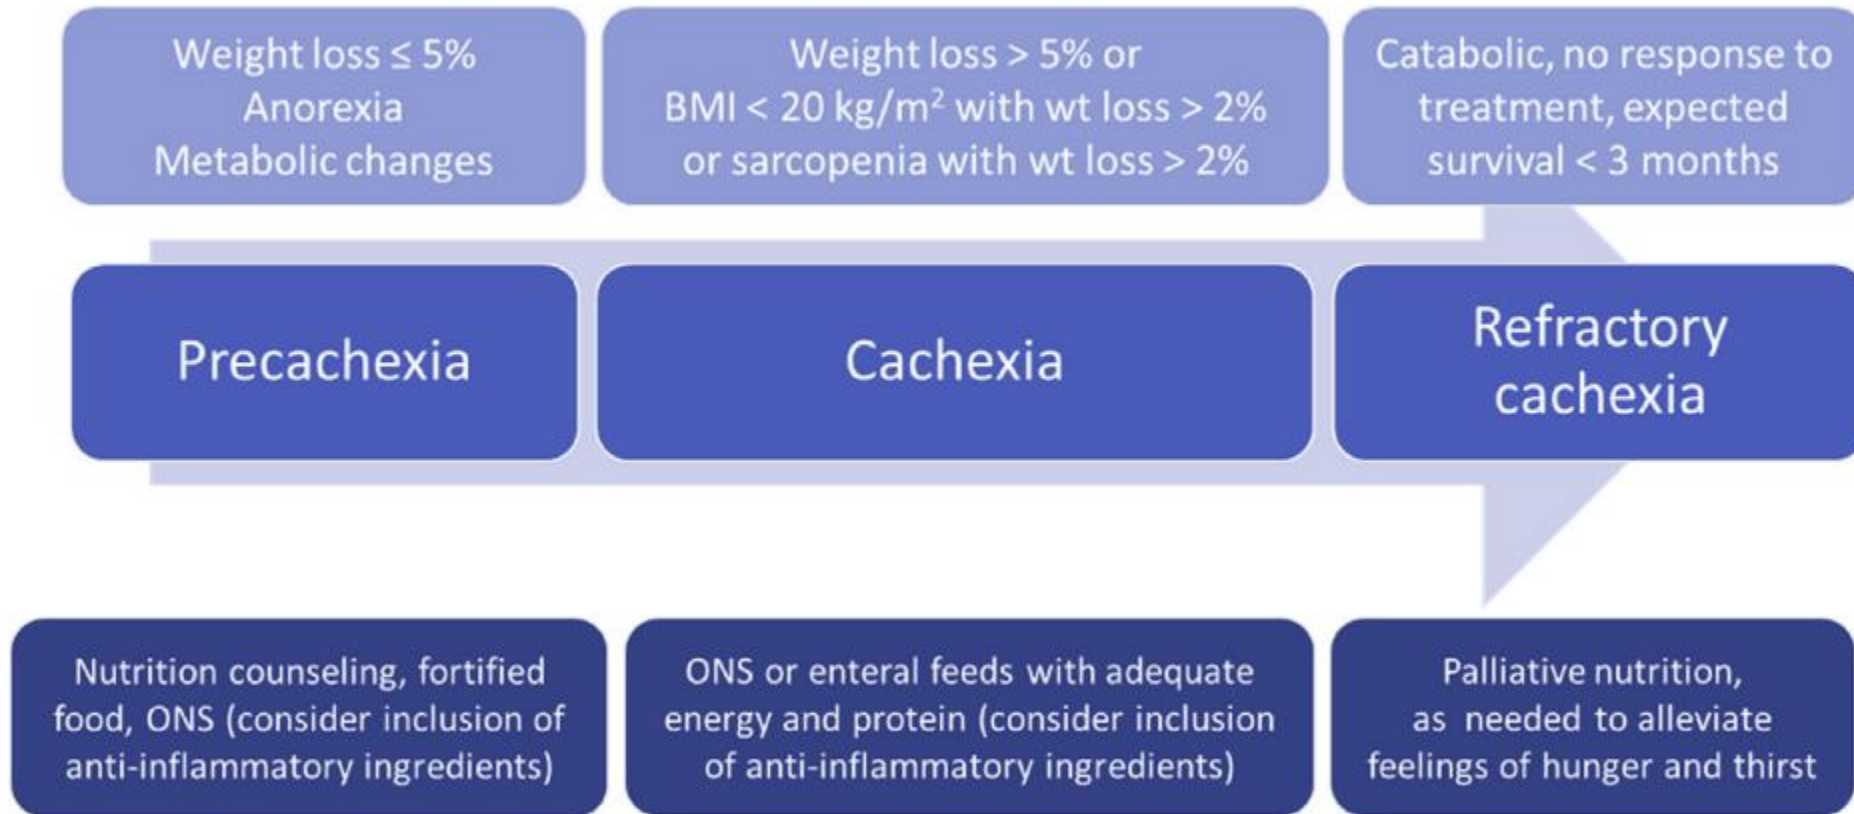 Weight loss ≤ 5%
Anorexia
Metabolic changes
Weight loss > 5% or
BMI < 20 kg/m² with wt loss > 2%
or sarcopenia with wt loss > 2%
Catabolic, no response to
treatment, expected
survival < 3 months
Precachexia
Cachexia
Refractory
cachexia
Nutrition counseling, fortified
food, ONS (consider inclusion of
anti-inflammatory ingredients)
ONS or enteral feeds with adequate
energy and protein (consider inclusion
of anti-inflammatory ingredients)
Palliative nutrition,
as needed to alleviate
feelings of hunger and thirst